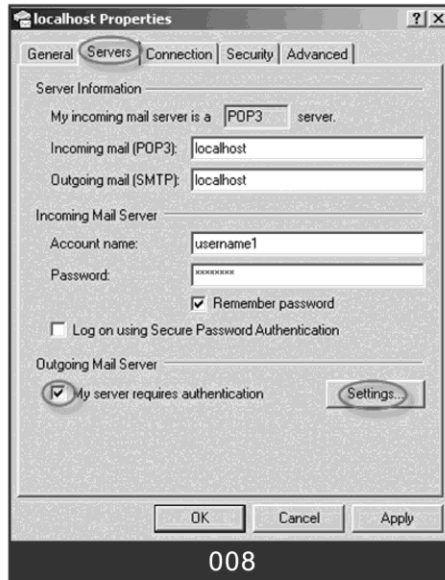 localhost Properties
General Servers Connection Security Advanced
Server Information
My incoming mail server is a POP3 server.
Incoming mail (POP3): localhost
Outgoing mail (SMTP): localhost
Incoming Mail Server
Account name: username1
Password: ××××××××
Remember password
Log on using Secure Password Authentication
Outgoing Mail Server
My server requires authentication Settings...
OK Cancel Apply
008